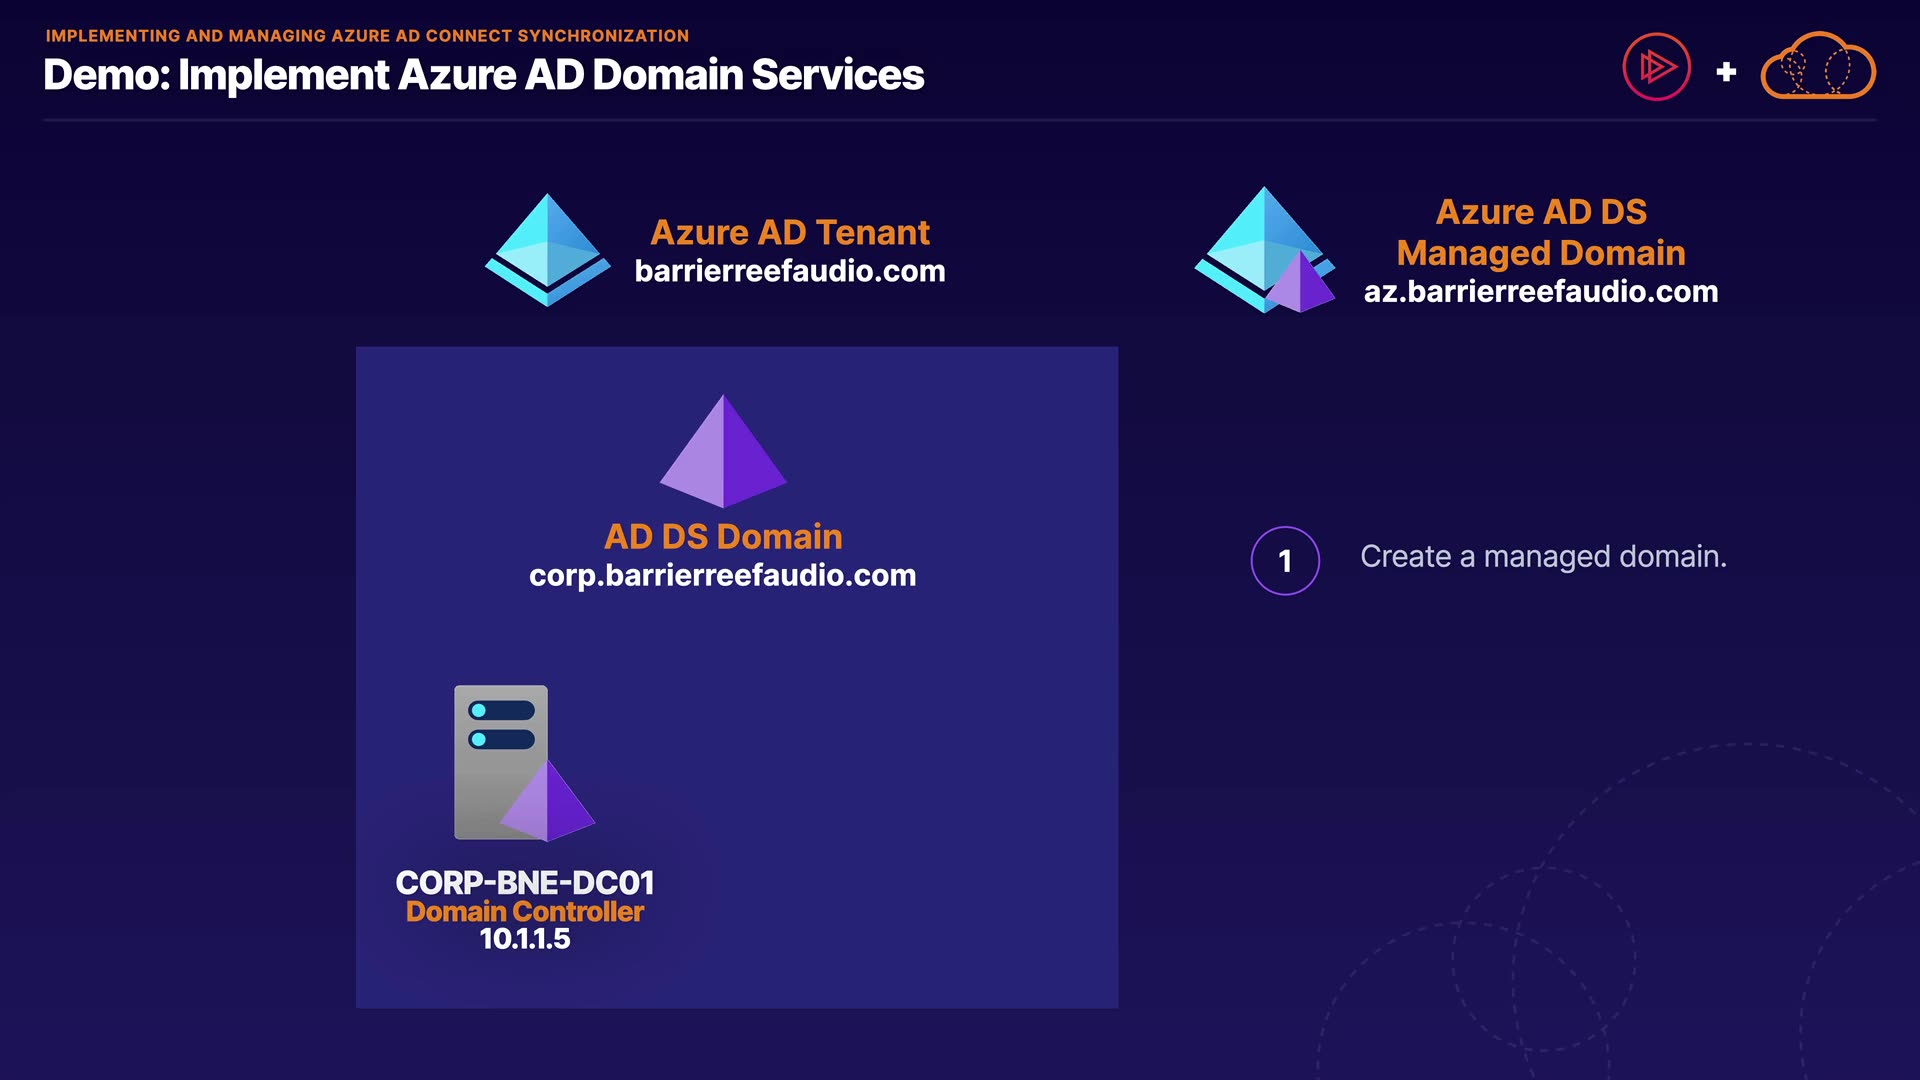 IMPLEMENTING AND MANAGING AZURE AD CONNECT SYNCHRONIZATION
Demo: Implement Azure AD Domain Services
+
Azure AD Tenant
barrierreefaudio.com
Azure AD DS
Managed Domain
az.barrierreefaudio.com
AD DS Domain
corp.barrierreefaudio.com
1
Create a managed domain.
CORP-BNE-DC01
Domain Controller
10.1.1.5